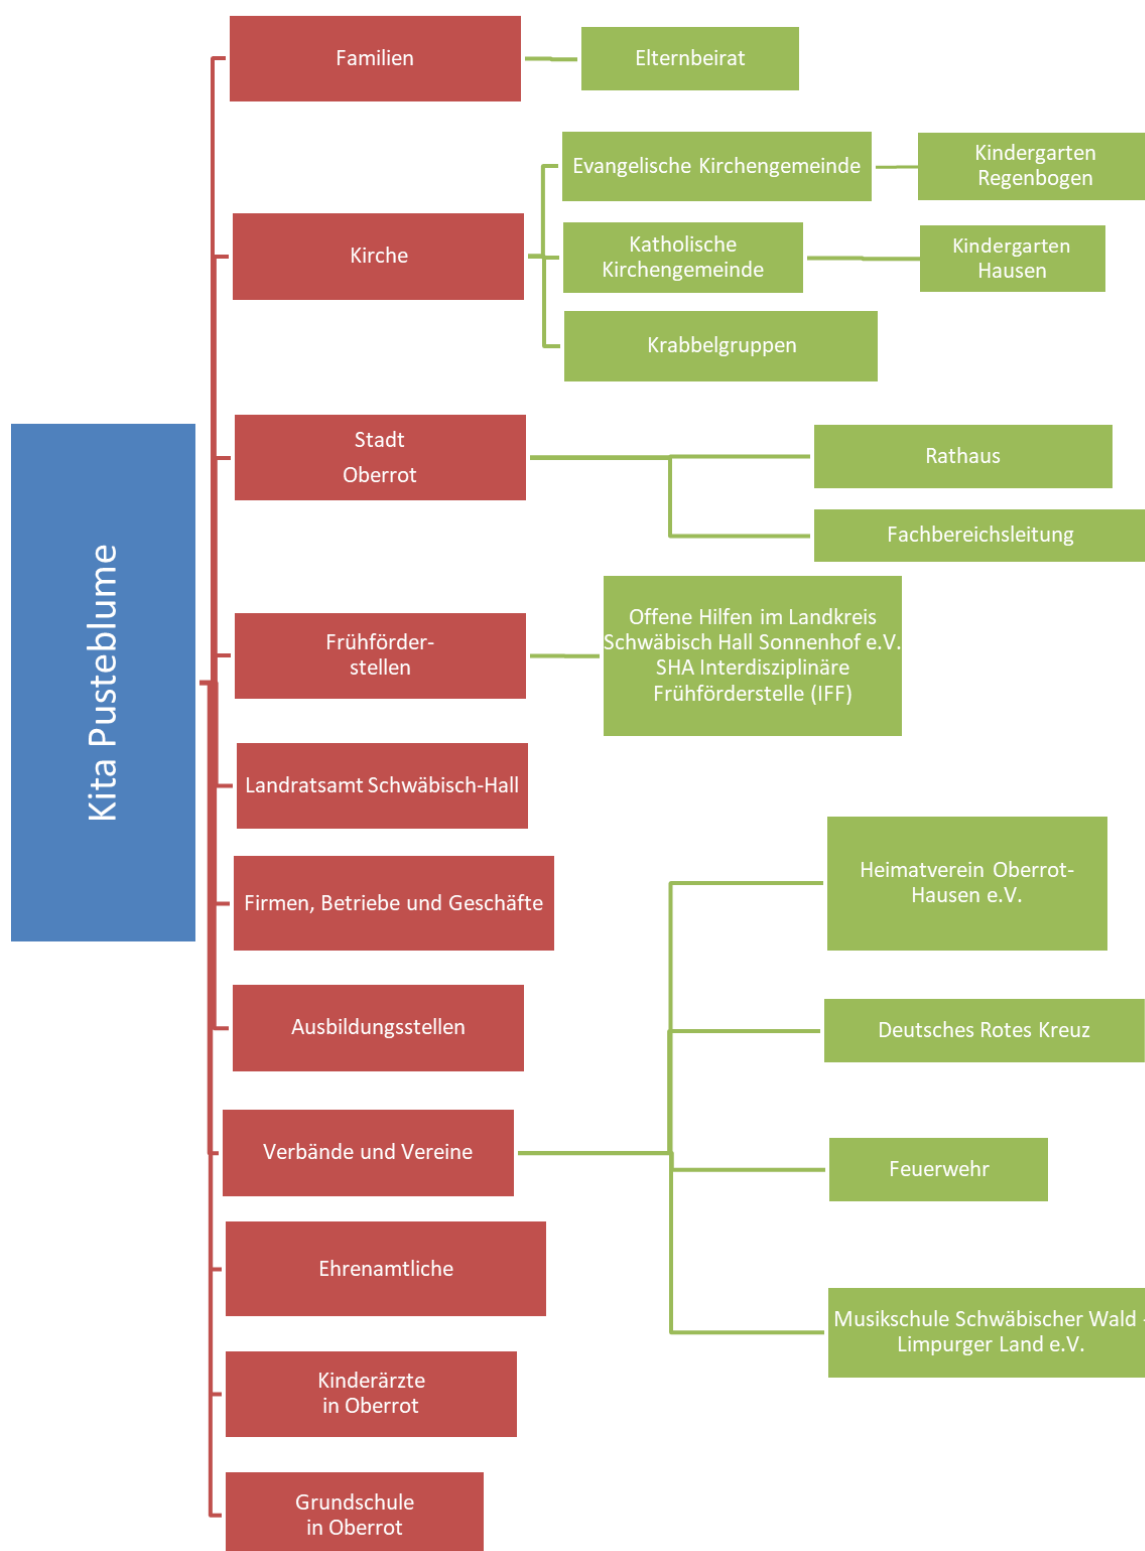 Kita Pusteblume
Familien
Elternbeirat
Kirche
Evangelische Kirchengemeinde
Kindergarten
Regenbogen
Katholische
Kirchengemeinde
Kindergarten
Hausen
Krabbelgruppen
Stadt
Oberrot
Rathaus
Fachbereichsleitung
Frühförder-
stellen
Offene Hilfen im Landkreis
Schwäbisch Hall Sonnenhof e.V.
SHA Interdisziplinäre
Frühförderstelle (IFF)
Landratsamt Schwäbisch-Hall
Firmen, Betriebe und Geschäfte
Ausbildungsstellen
Verbände und Vereine
Heimatverein Oberrot-
Hausen e.V.
Deutsches Rotes Kreuz
Feuerwehr
Musikschule Schwäbischer Wald -
Limpurger Land e.V.
Ehrenamtliche
Kinderärzte
in Oberrot
Grundschule
in Oberrot